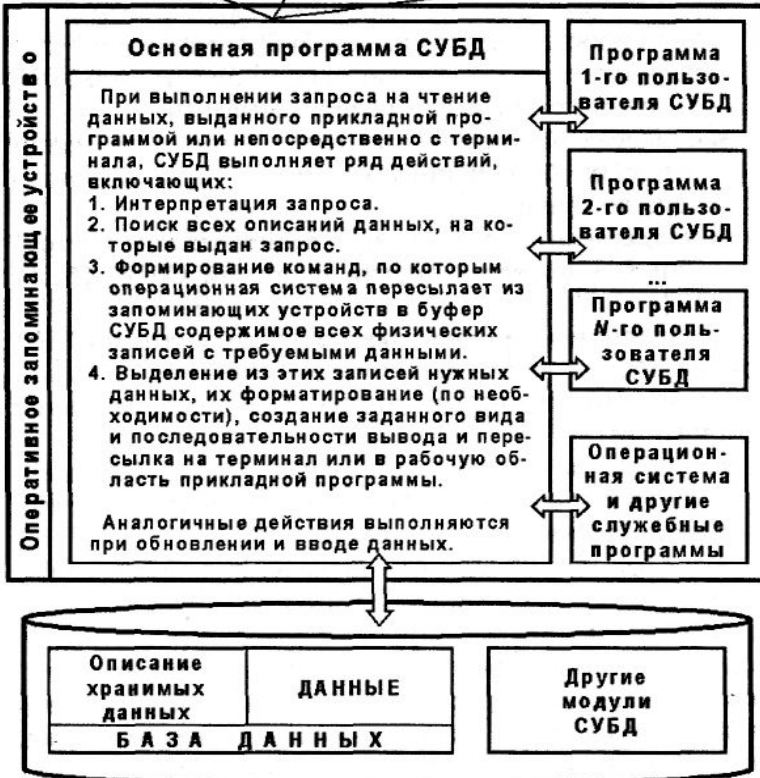 Оперативное запоминающее устройство
Основная программа СУБД
При выполнении запроса на чтение
данных, выданного прикладной про-
граммой или непосредственно с терми-
нала, СУБД выполняет ряд действий,
включающих:
1. Интерпретация запроса.
2. Поиск всех описаний данных, на ко-
торые выдан запрос.
3. Формирование команд, по которым
операционная система пересылает из
запоминающих устройств в буфер
СУБД содержимое всех физических
записей с требуемыми данными.
4. Выделение из этих записей нужных
данных, их форматирование (по необ-
ходимости), создание заданного вида
и последовательности вывода и пере-
сылка на терминал или в рабочую об-
ласть прикладной программы.
Аналогичные действия выполняются
при обновлении и вводе данных.
Программа
1-го пользо-
вателя СУБД
Программа
2-го пользо-
вателя СУБД
...
Программа
N-го поль-
зователя
СУБД
Операцион-
ная система
и другие
служебные
программы
Описание
хранимых
данных
ДАННЫЕ
БАЗА ДАННЫХ
Другие
модули
СУБД